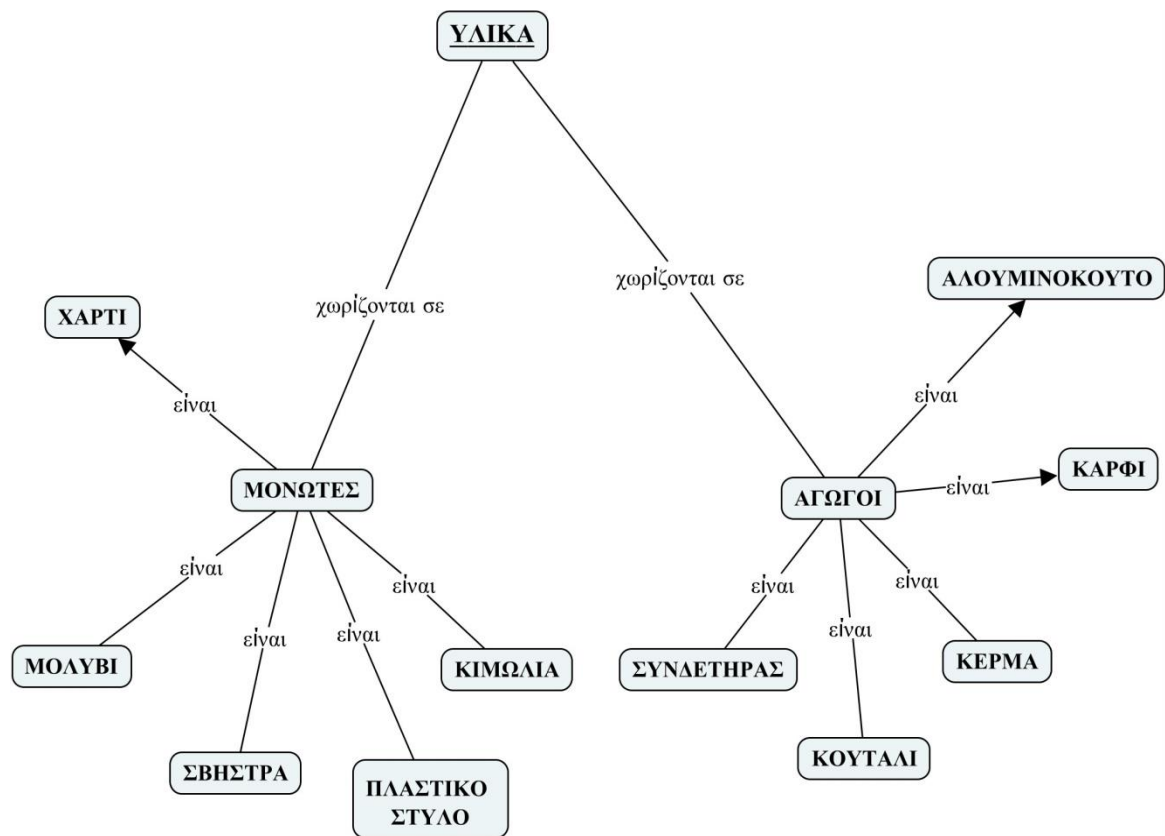 ΥΛΙΚΑ
χωρίζονται σε
χωρίζονται σε
ΑΛΟΥΜΙΝΟΚΟΥΤΟ
ΧΑΡΤΙ
είναι
είναι
ΚΑΡΦΙ
ΜΟΝΩΤΕΣ
ΑΓΩΓΟΙ
είναι
είναι
είναι
είναι
είναι
είναι
είναι
είναι
ΜΟΛΥΒΙ
ΚΙΜΩΛΙΑ
ΣΥΝΔΕΤΗΡΑΣ
ΚΕΡΜΑ
ΣΒΗΣΤΡΑ
ΠΛΑΣΤΙΚΟ
ΣΤΥΛΟ
ΚΟΥΤΑΛΙ